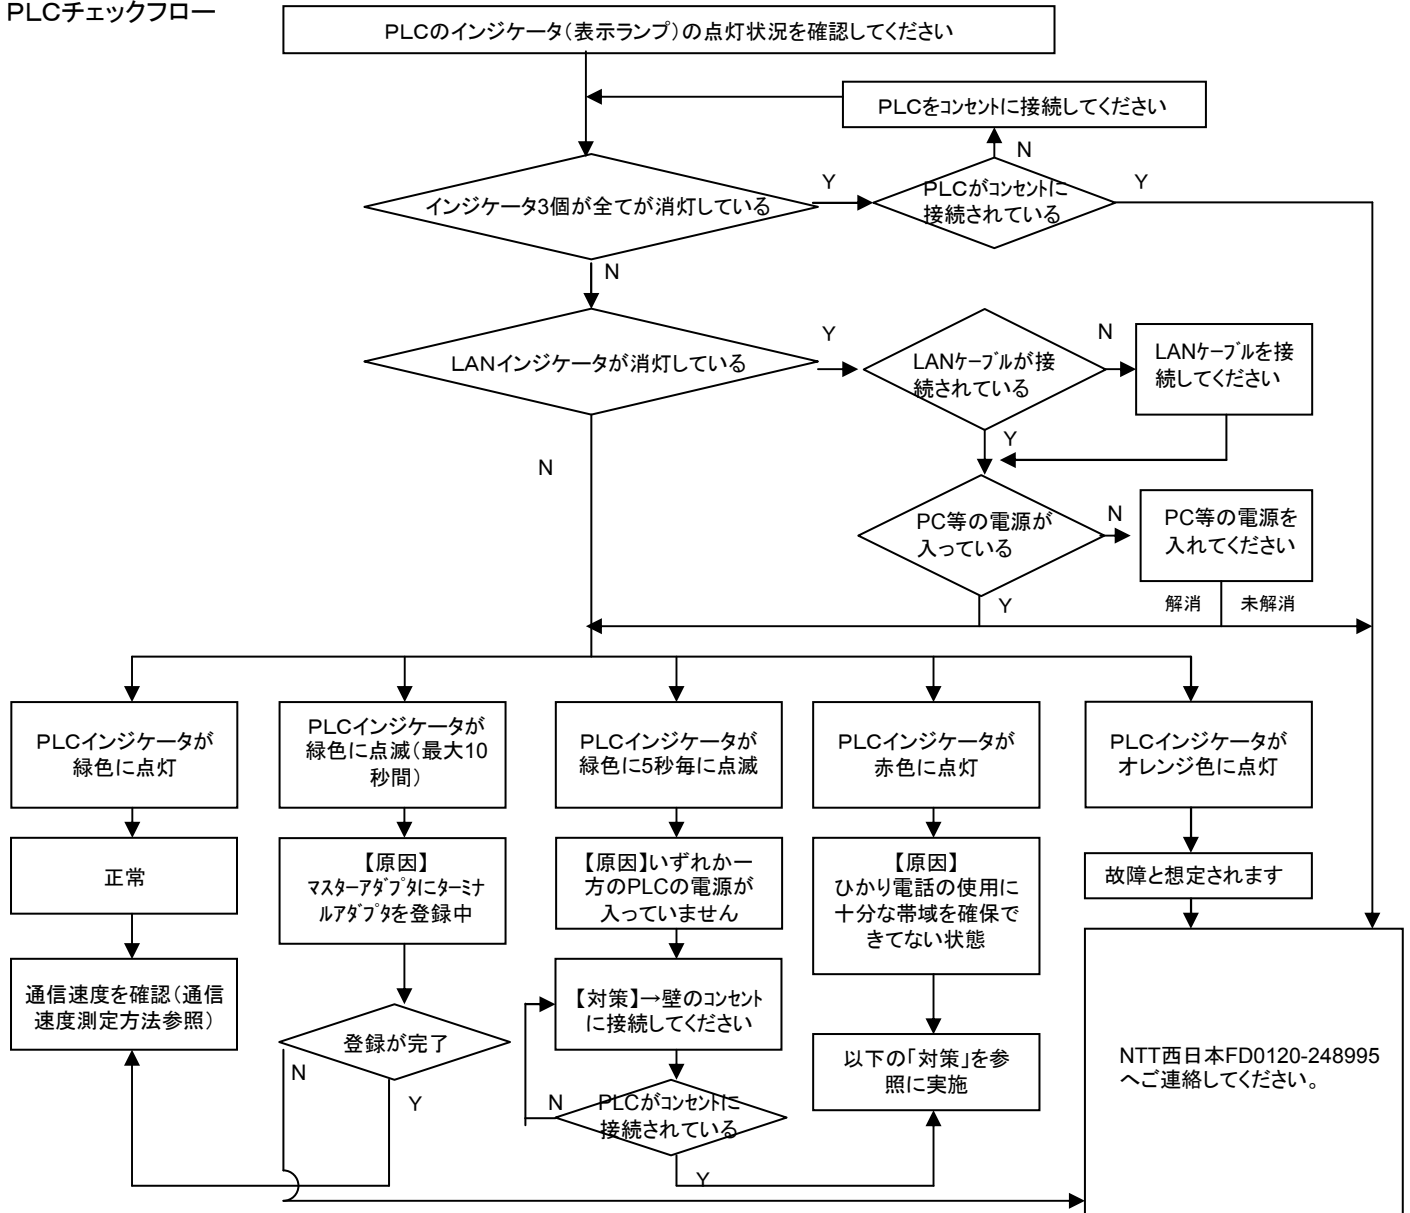 PLCチェックフロー
PLCのインジケータ(表示ランプ)の点灯状況を確認してください
PLCをｺﾝｾﾝﾄに接続してください
N
インジケータ3個が全てが消灯している
Y
PLCがｺﾝｾﾝﾄに
接続されている
Y
N
LANインジケータが消灯している
Y
LANｹｰﾌﾞﾙが接
続されている
N
LANｹｰﾌﾞﾙを接
続してください
Y
N
PC等の電源が
入っている
N
PC等の電源を
入れてください
Y
解消
未解消
PLCインジケータが
緑色に点灯
PLCインジケータが
緑色に点滅(最大10
秒間)
PLCインジケータが
緑色に5秒毎に点滅
PLCインジケータが
赤色に点灯
PLCインジケータが
オレンジ色に点灯
正常
【原因】
ﾏｽﾀｰｱﾀﾞﾌﾟﾀにﾀｰﾐﾅ
ﾙｱﾀﾞﾌﾟﾀを登録中
【原因】いずれか一
方のPLCの電源が
入っていません
【原因】
ひかり電話の使用に
十分な帯域を確保で
きてない状態
故障と想定されます
通信速度を確認(通信
速度測定方法参照)
登録が完了
N
Y
【対策】→壁のｺﾝｾﾝﾄ
に接続してください
N
PLCがｺﾝｾﾝﾄに
接続されている
Y
以下の「対策」を参
照に実施
NTT西日本FD0120-248995
へご連絡してください。